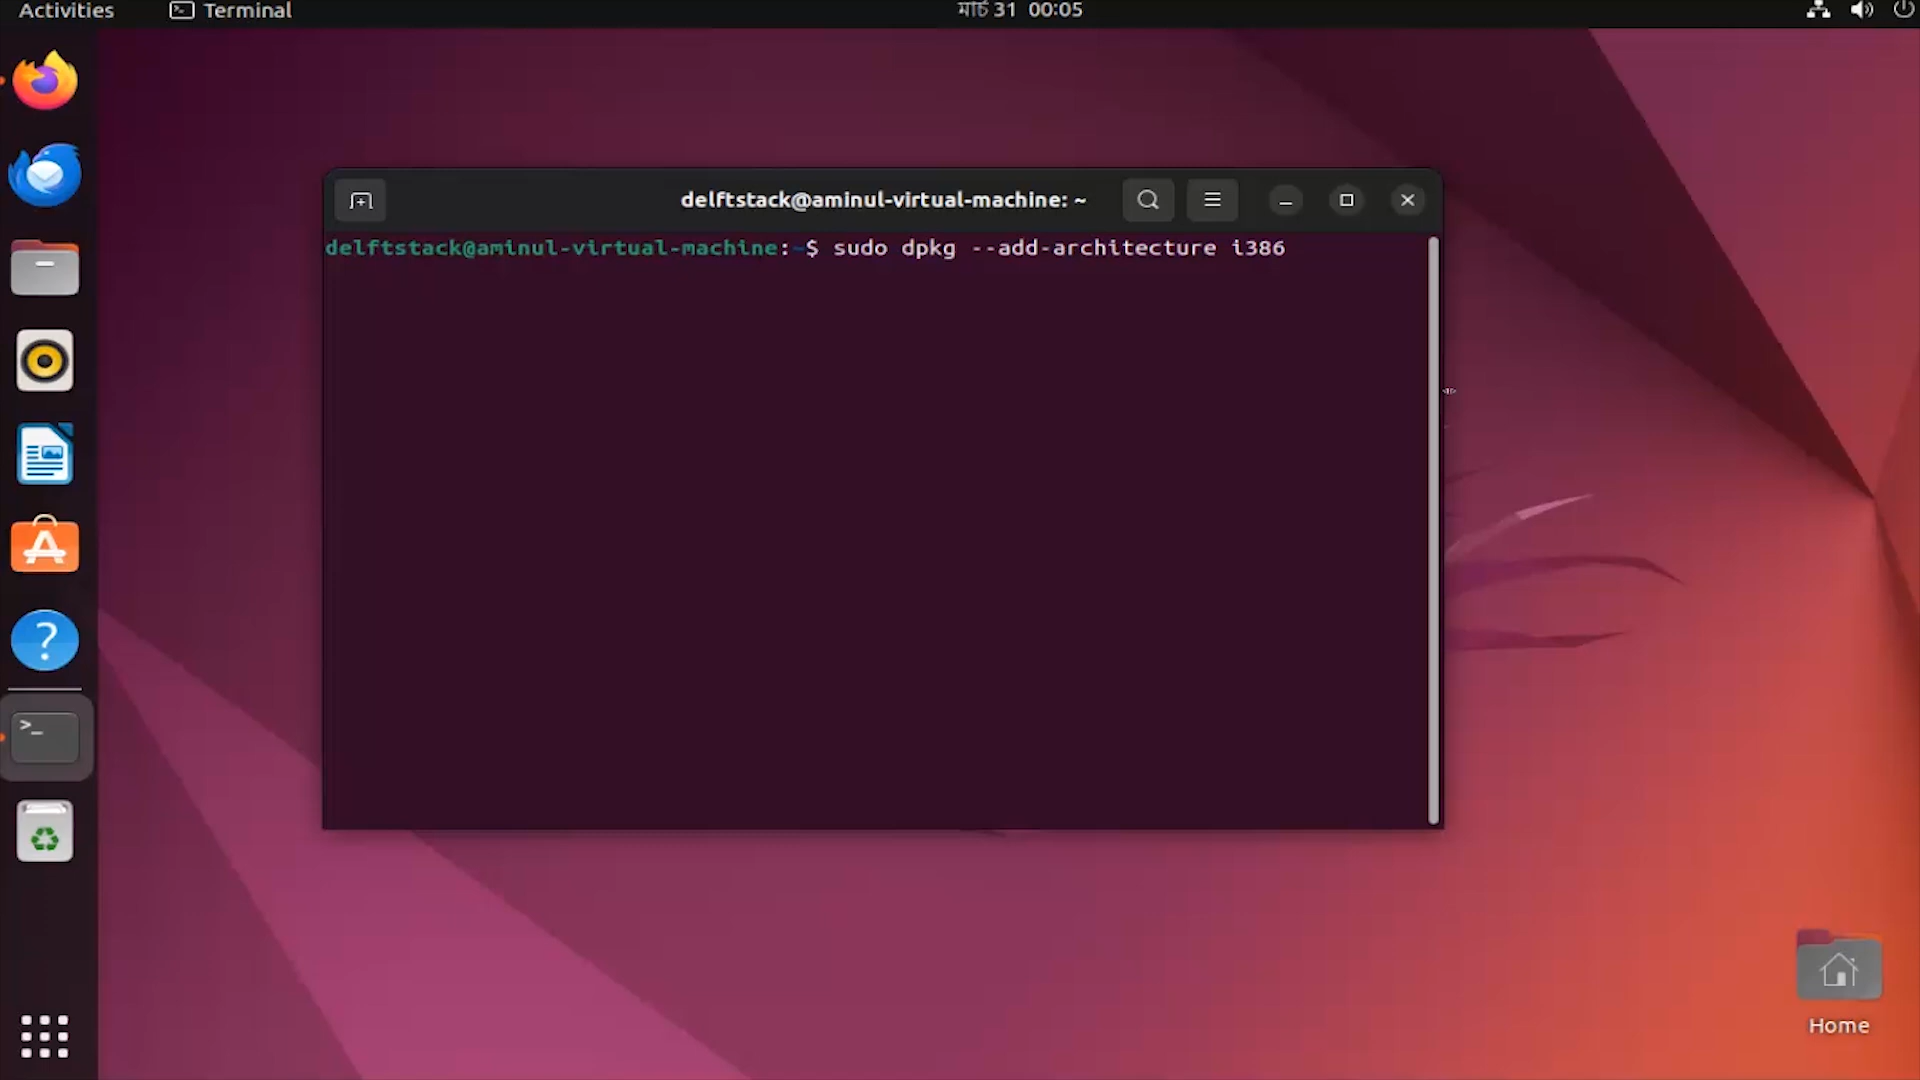 Activities Terminal মার্চ 31 00:05
delftstack@aminul-virtual-machine: ~
delftstack@aminul-virtual-machine:~$ sudo dpkg --add-architecture i386
Home